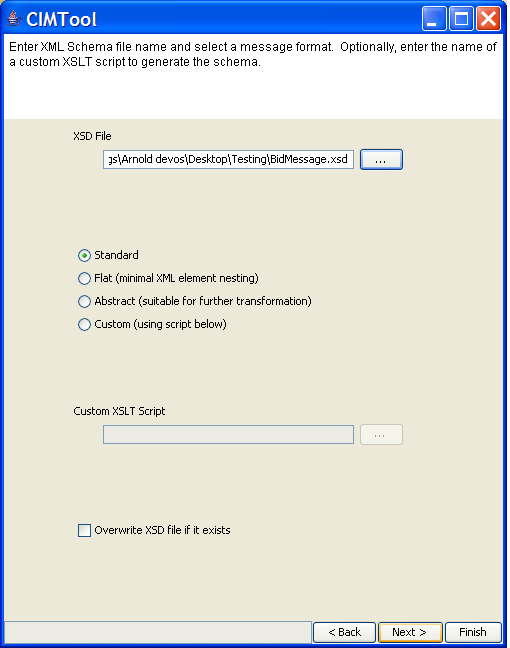 CIMTool
Enter XML Schema file name and select a message format.  Optionally, enter the name of
a custom XSLT script to generate the schema.
XSD File
gs\Arnold devos\Desktop\Testing\BidMessage.xsd
...
Standard
Flat (minimal XML element nesting)
Abstract (suitable for further transformation)
Custom (using script below)
Custom XSLT Script
...
Overwrite XSD file if it exists
< Back
Next >
Finish